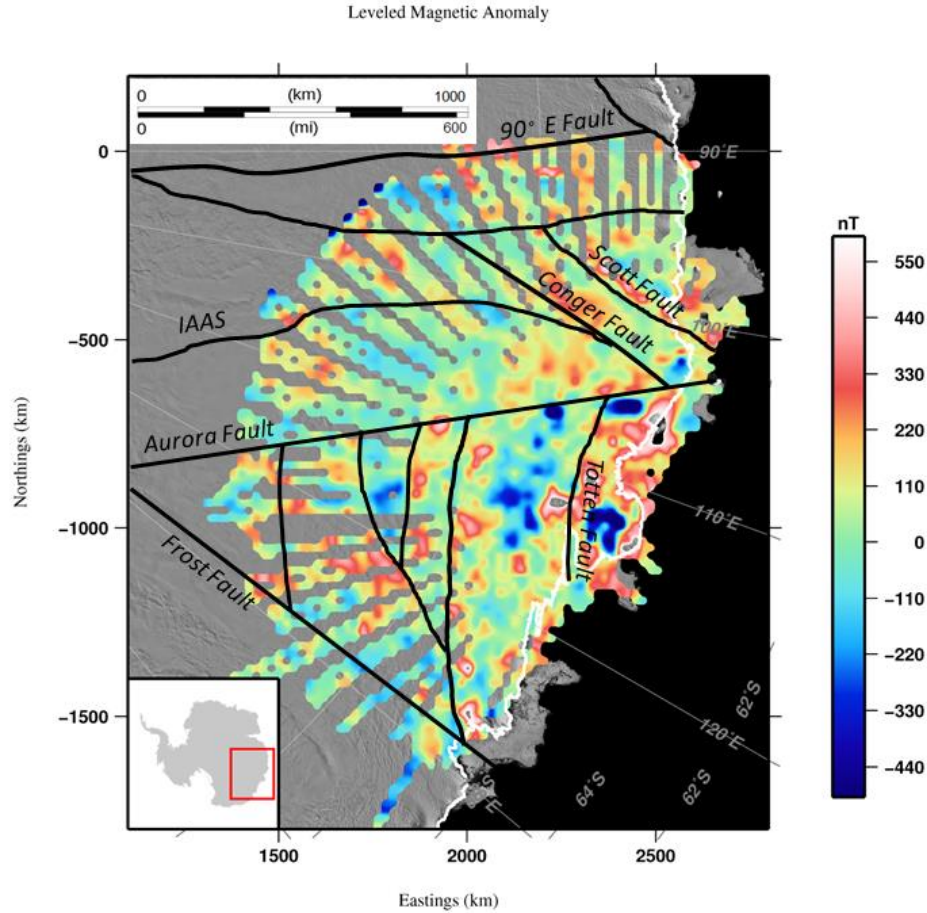 Leveled Magnetic Anomaly
0 (km) 1000
0 (mi) 600
90° E Fault
90˚E
Scott Fault
Conger Fault
100˚E
IAAS
Aurora Fault
Totten Fault
110˚E
Frost Fault
120˚E
62˚S
64˚S
62˚S
0
−500
−1000
−1500
Northings (km)
1500 2000 2500
Eastings (km)
nT
550
440
330
220
110
0
−110
−220
−330
−440